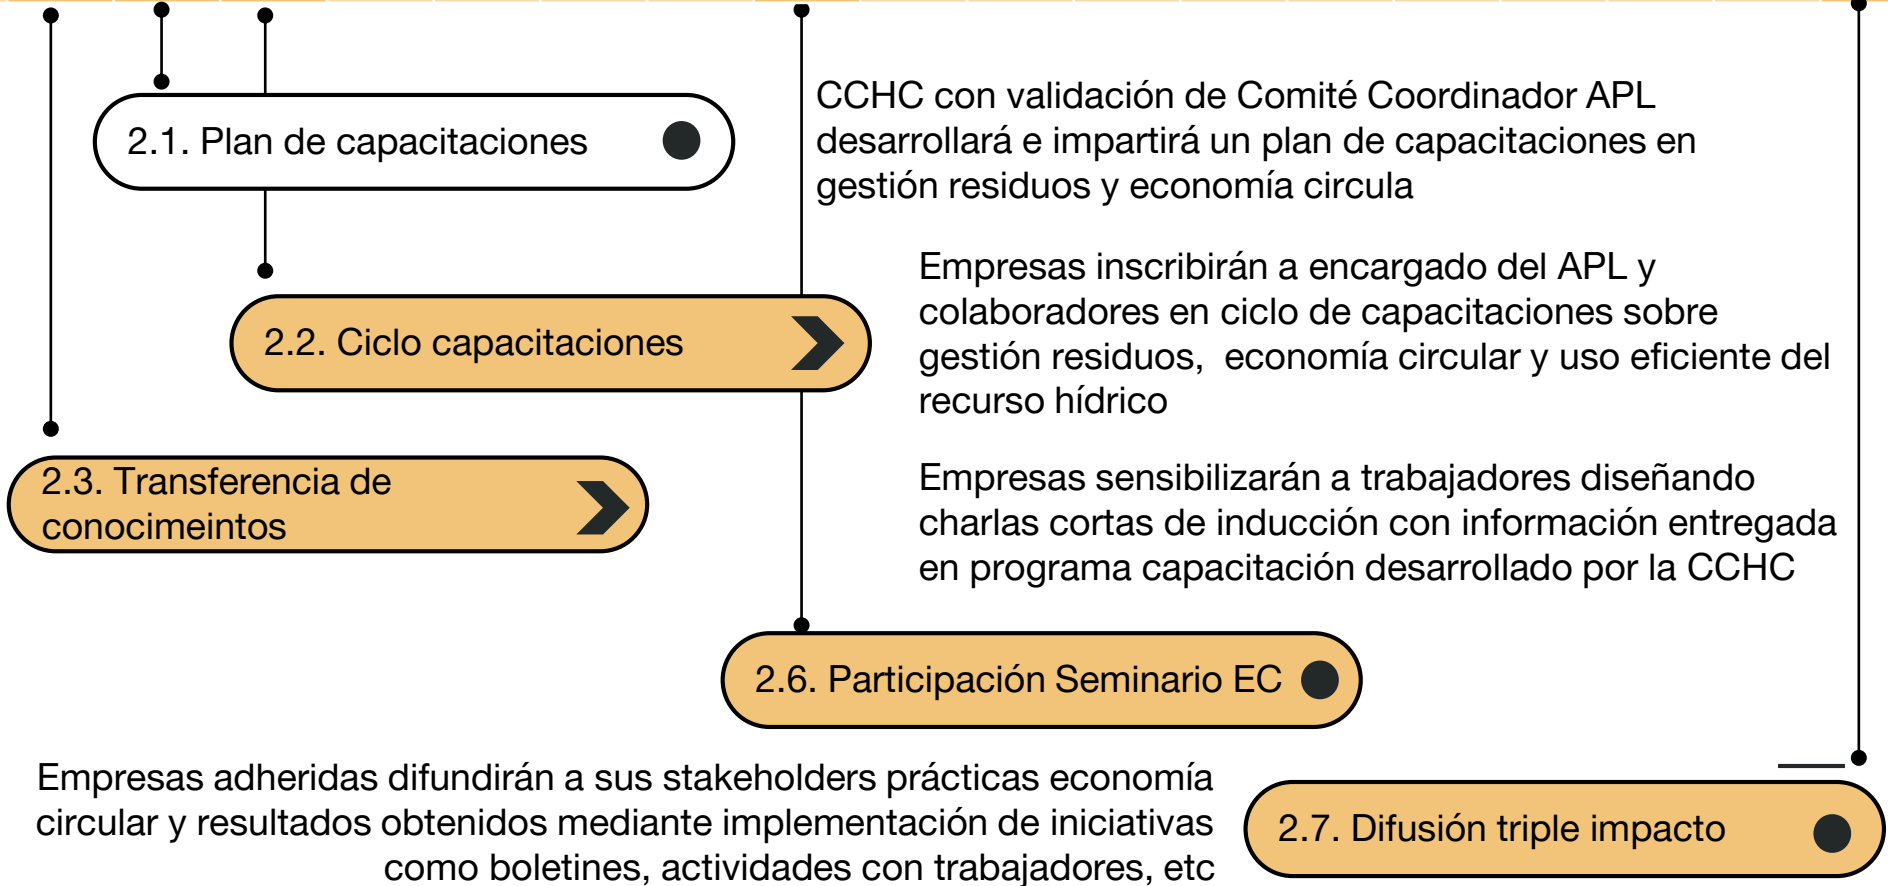 2.1. Plan de capacitaciones
CCHC con validación de Comité Coordinador APL
desarrollará e impartirá un plan de capacitaciones en
gestión residuos y economía circula
2.2. Ciclo capacitaciones
Empresas inscribirán a encargado del APL y
colaboradores en ciclo de capacitaciones sobre
gestión residuos,  economía circular y uso eficiente del
recurso hídrico
2.3. Transferencia de
conocimeintos
Empresas sensibilizarán a trabajadores diseñando
charlas cortas de inducción con información entregada
en programa capacitación desarrollado por la CCHC
2.6. Participación Seminario EC
Empresas adheridas difundirán a sus stakeholders prácticas economía
circular y resultados obtenidos mediante implementación de iniciativas
como boletines, actividades con trabajadores, etc
2.7. Difusión triple impacto